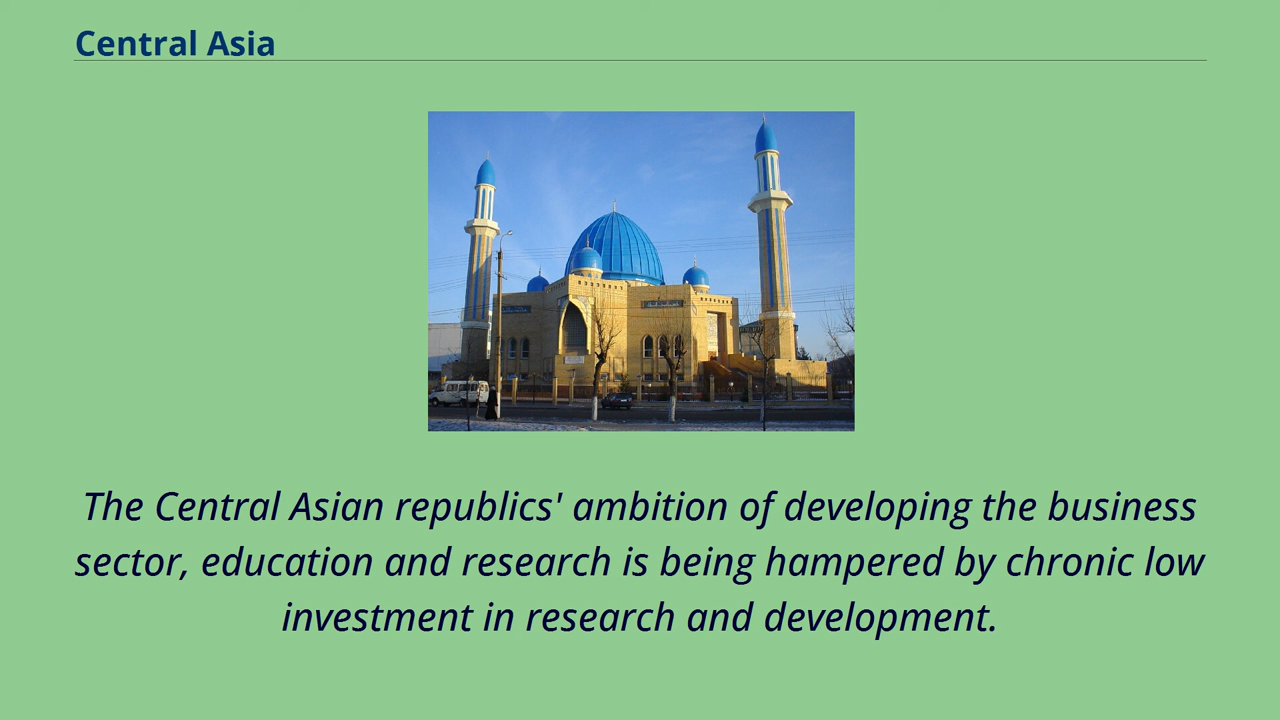 Central Asia
The Central Asian republics' ambition of developing the business
sector, education and research is being hampered by chronic low
investment in research and development.